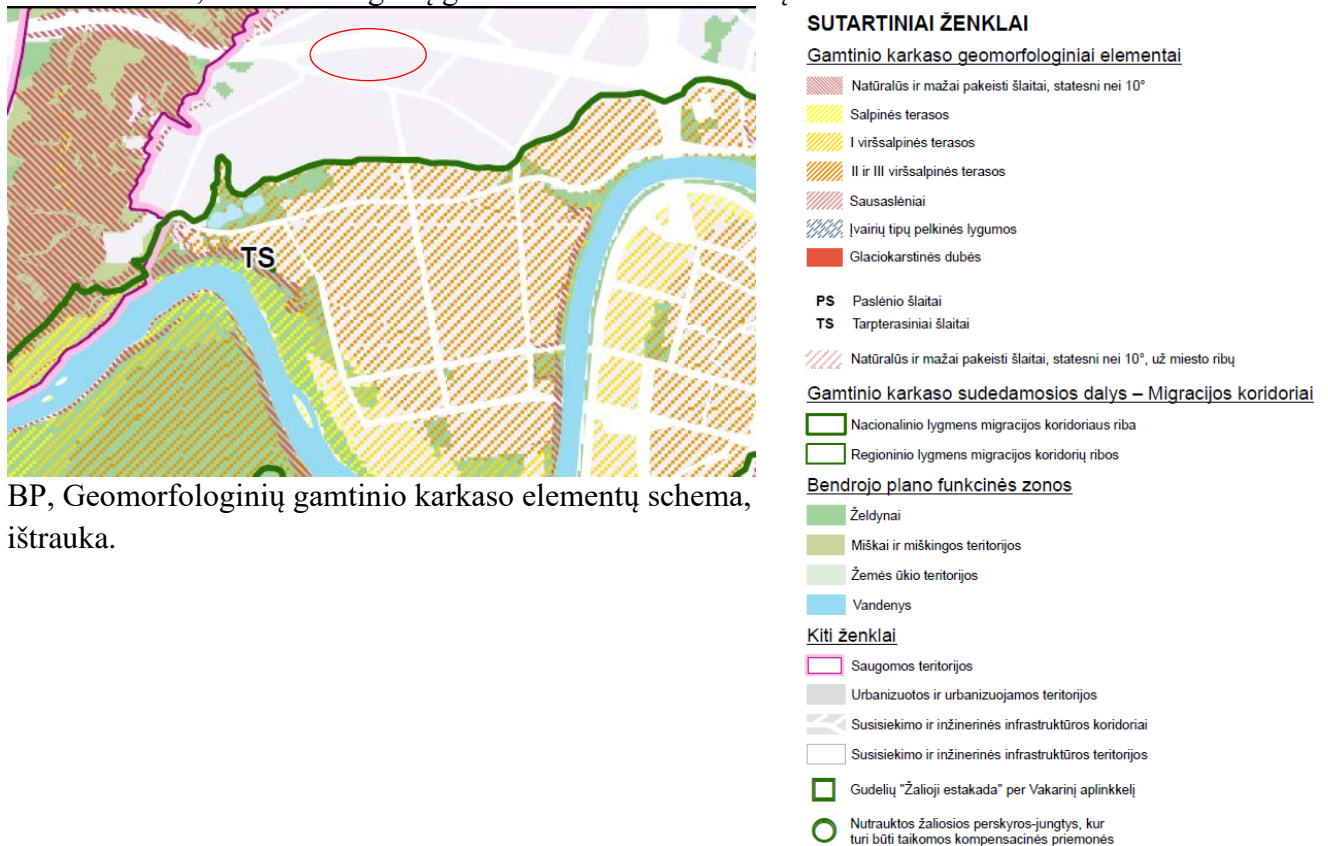 TS
BP, Geomorfologinių gamtinio karkaso elementų schema,
ištrauka.
SUTARTINIAI ŽENKLAI
Gamtinio karkaso geomorfologiniai elementai
Natūralūs ir mažai pakeisti šlaitai, statesni nei 10°
Salpinės terasos
I viršsalpinės terasos
II ir III viršsalpinės terasos
Sausaslėniai
Įvairių tipų pelkinės lygumos
Glaciokarstinės dubės
PS Paslėnio šlaitai
TS Tarpterasiniai šlaitai
Natūralūs ir mažai pakeisti šlaitai, statesni nei 10°, už miesto ribų
Gamtinio karkaso sudedamosios dalys – Migracijos koridoriai
Nacionalinio lygmens migracijos koridoriaus riba
Regioninio lygmens migracijos koridorių ribos
Bendrojo plano funkcinės zonos
Želdynai
Miškai ir miškingos teritorijos
Žemės ūkio teritorijos
Vandenys
Kiti ženklai
Saugomos teritorijos
Urbanizuotos ir urbanizuojamos teritorijos
Susisiekimo ir inžinerinės infrastruktūros koridoriai
Susisiekimo ir inžinerinės infrastruktūros teritorijos
Gudelių "Žalioji estakada" per Vakarinį aplinkkelį
Nutrauktos žaliosios perskyros-jungtys, kur
turi būti taikomos kompensacinės priemonės